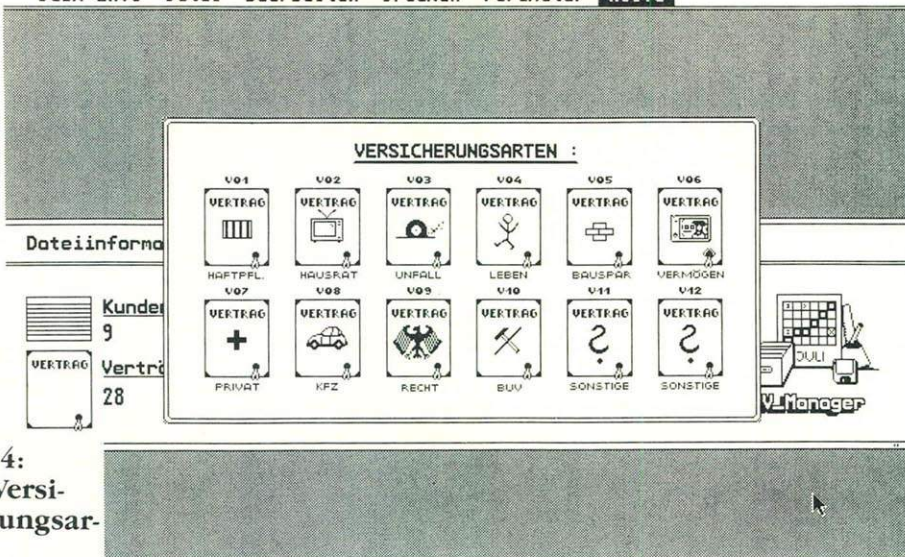 VERSICHERUNGSARTEN :
V01 V02 V03 V04 V05 V06
VERTRAG VERTRAG VERTRAG VERTRAG VERTRAG VERTRAG
HAFTPFL. HAUSRAT UNFALL LEBEN BAUSPAR VERMÖGEN
V07 V08 V09 V10 V11 V12
VERTRAG VERTRAG VERTRAG VERTRAG VERTRAG VERTRAG
PRIVAT KFZ RECHT BUV SONSTIGE SONSTIGE
Dateiinforma
Kunden
9
VERTRAG
Verträ
28
JULI
V_Manager
4:
Versi-
ungsar-